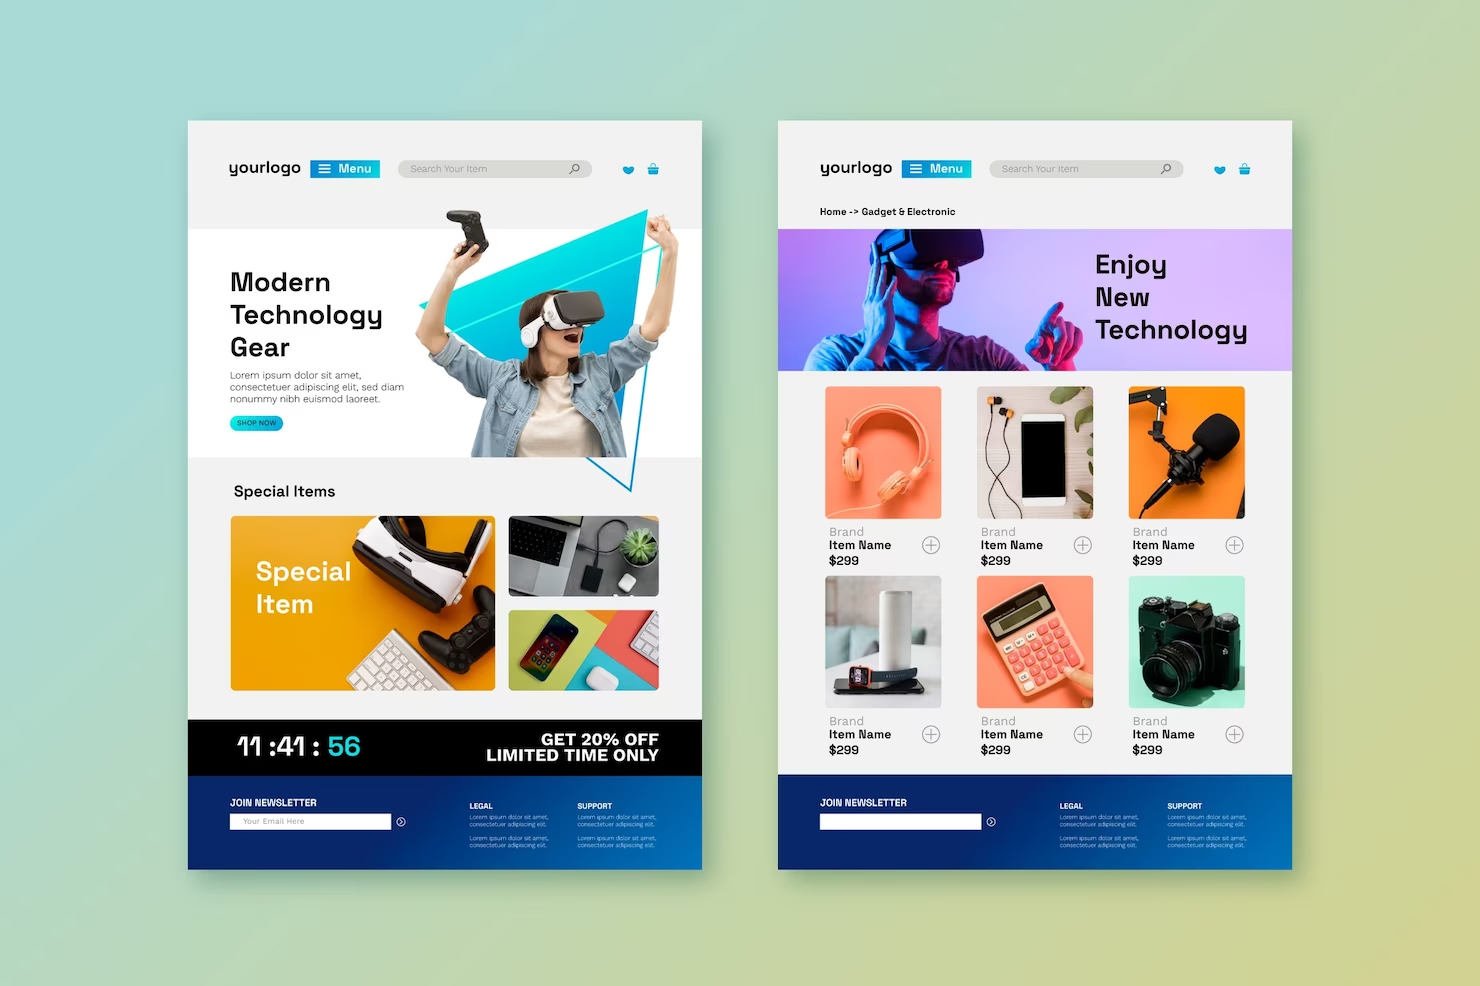 yourlogo
Menu
Search Your Item
Modern
Technology
Gear
Lorem ipsum dolor sit amet,
consectetuer adipiscing elit, sed diam
nonummy nibh euismod laoreet.
SHOP NOW
Special Items
Special
Item
11 :41 : 56
GET 20% OFF
LIMITED TIME ONLY
JOIN NEWSLETTER
Your Email Here
LEGAL
Lorem ipsum dolor sit amet,
consectetuer adipiscing elit.
Lorem ipsum dolor sit amet,
consectetuer adipiscing elit.
SUPPORT
Lorem ipsum dolor sit amet,
consectetuer adipiscing elit.
Lorem ipsum dolor sit amet,
consectetuer adipiscing elit.
yourlogo
Menu
Search Your Item
Home -> Gadget & Electronic
Enjoy
New
Technology
Brand
Item Name
$299
Brand
Item Name
$299
Brand
Item Name
$299
Brand
Item Name
$299
Brand
Item Name
$299
Brand
Item Name
$299
JOIN NEWSLETTER
LEGAL
Lorem ipsum dolor sit amet,
consectetuer adipiscing elit.
Lorem ipsum dolor sit amet,
consectetuer adipiscing elit.
SUPPORT
Lorem ipsum dolor sit amet,
consectetuer adipiscing elit.
Lorem ipsum dolor sit amet,
consectetuer adipiscing elit.